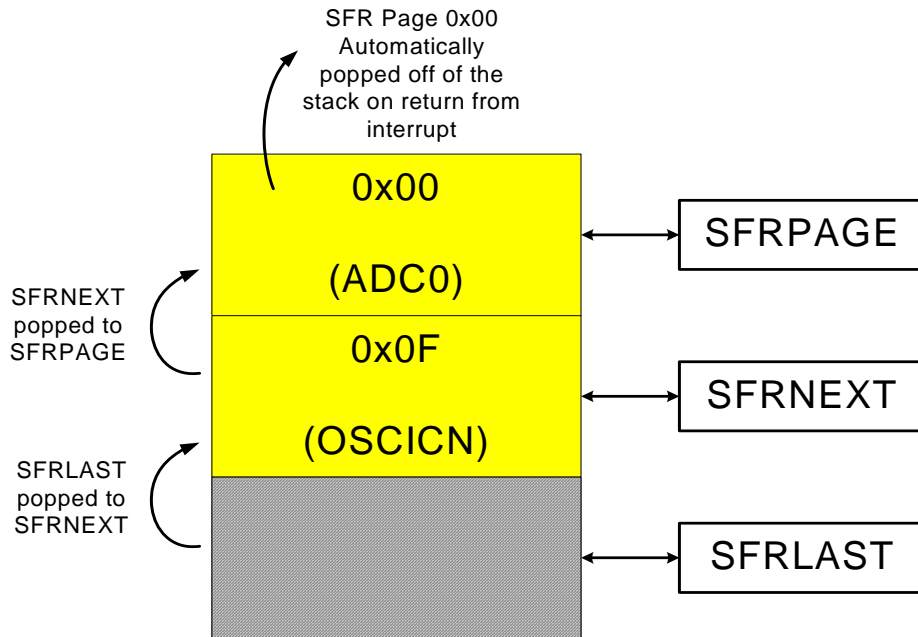 SFR Page 0x00
Automatically
popped off of the
stack on return from
interrupt
0x00
(ADC0)
SFRPAGE
SFRNEXT
popped to
SFRPAGE
0x0F
(OSCICN)
SFRNEXT
SFRLAST
popped to
SFRNEXT
SFRLAST